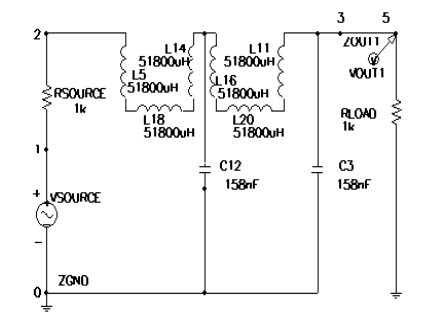 3 5
2
L14
51800uH
L11
51800uH
ZOUT1
VOUT1
L5
51800uH
L16
51800uH
RSOURCE
1k
L18
51800uH
L20
51800uH
RLOAD
1k
1
C12
158nF
C3
158nF
+
VSOURCE
-
ZGND
0
V